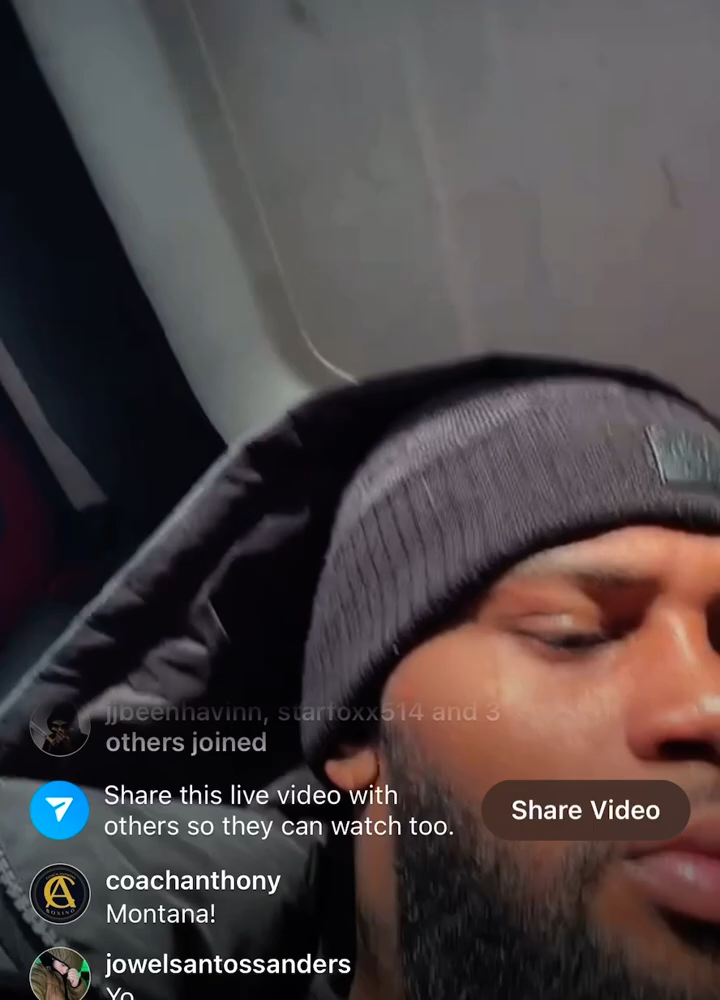 jjbeenhavinn, starfoxx514 and 3
others joined
Share this live video with
others so they can watch too.
Share Video
coachanthony
Montana!
jowelsantossanders
Yo